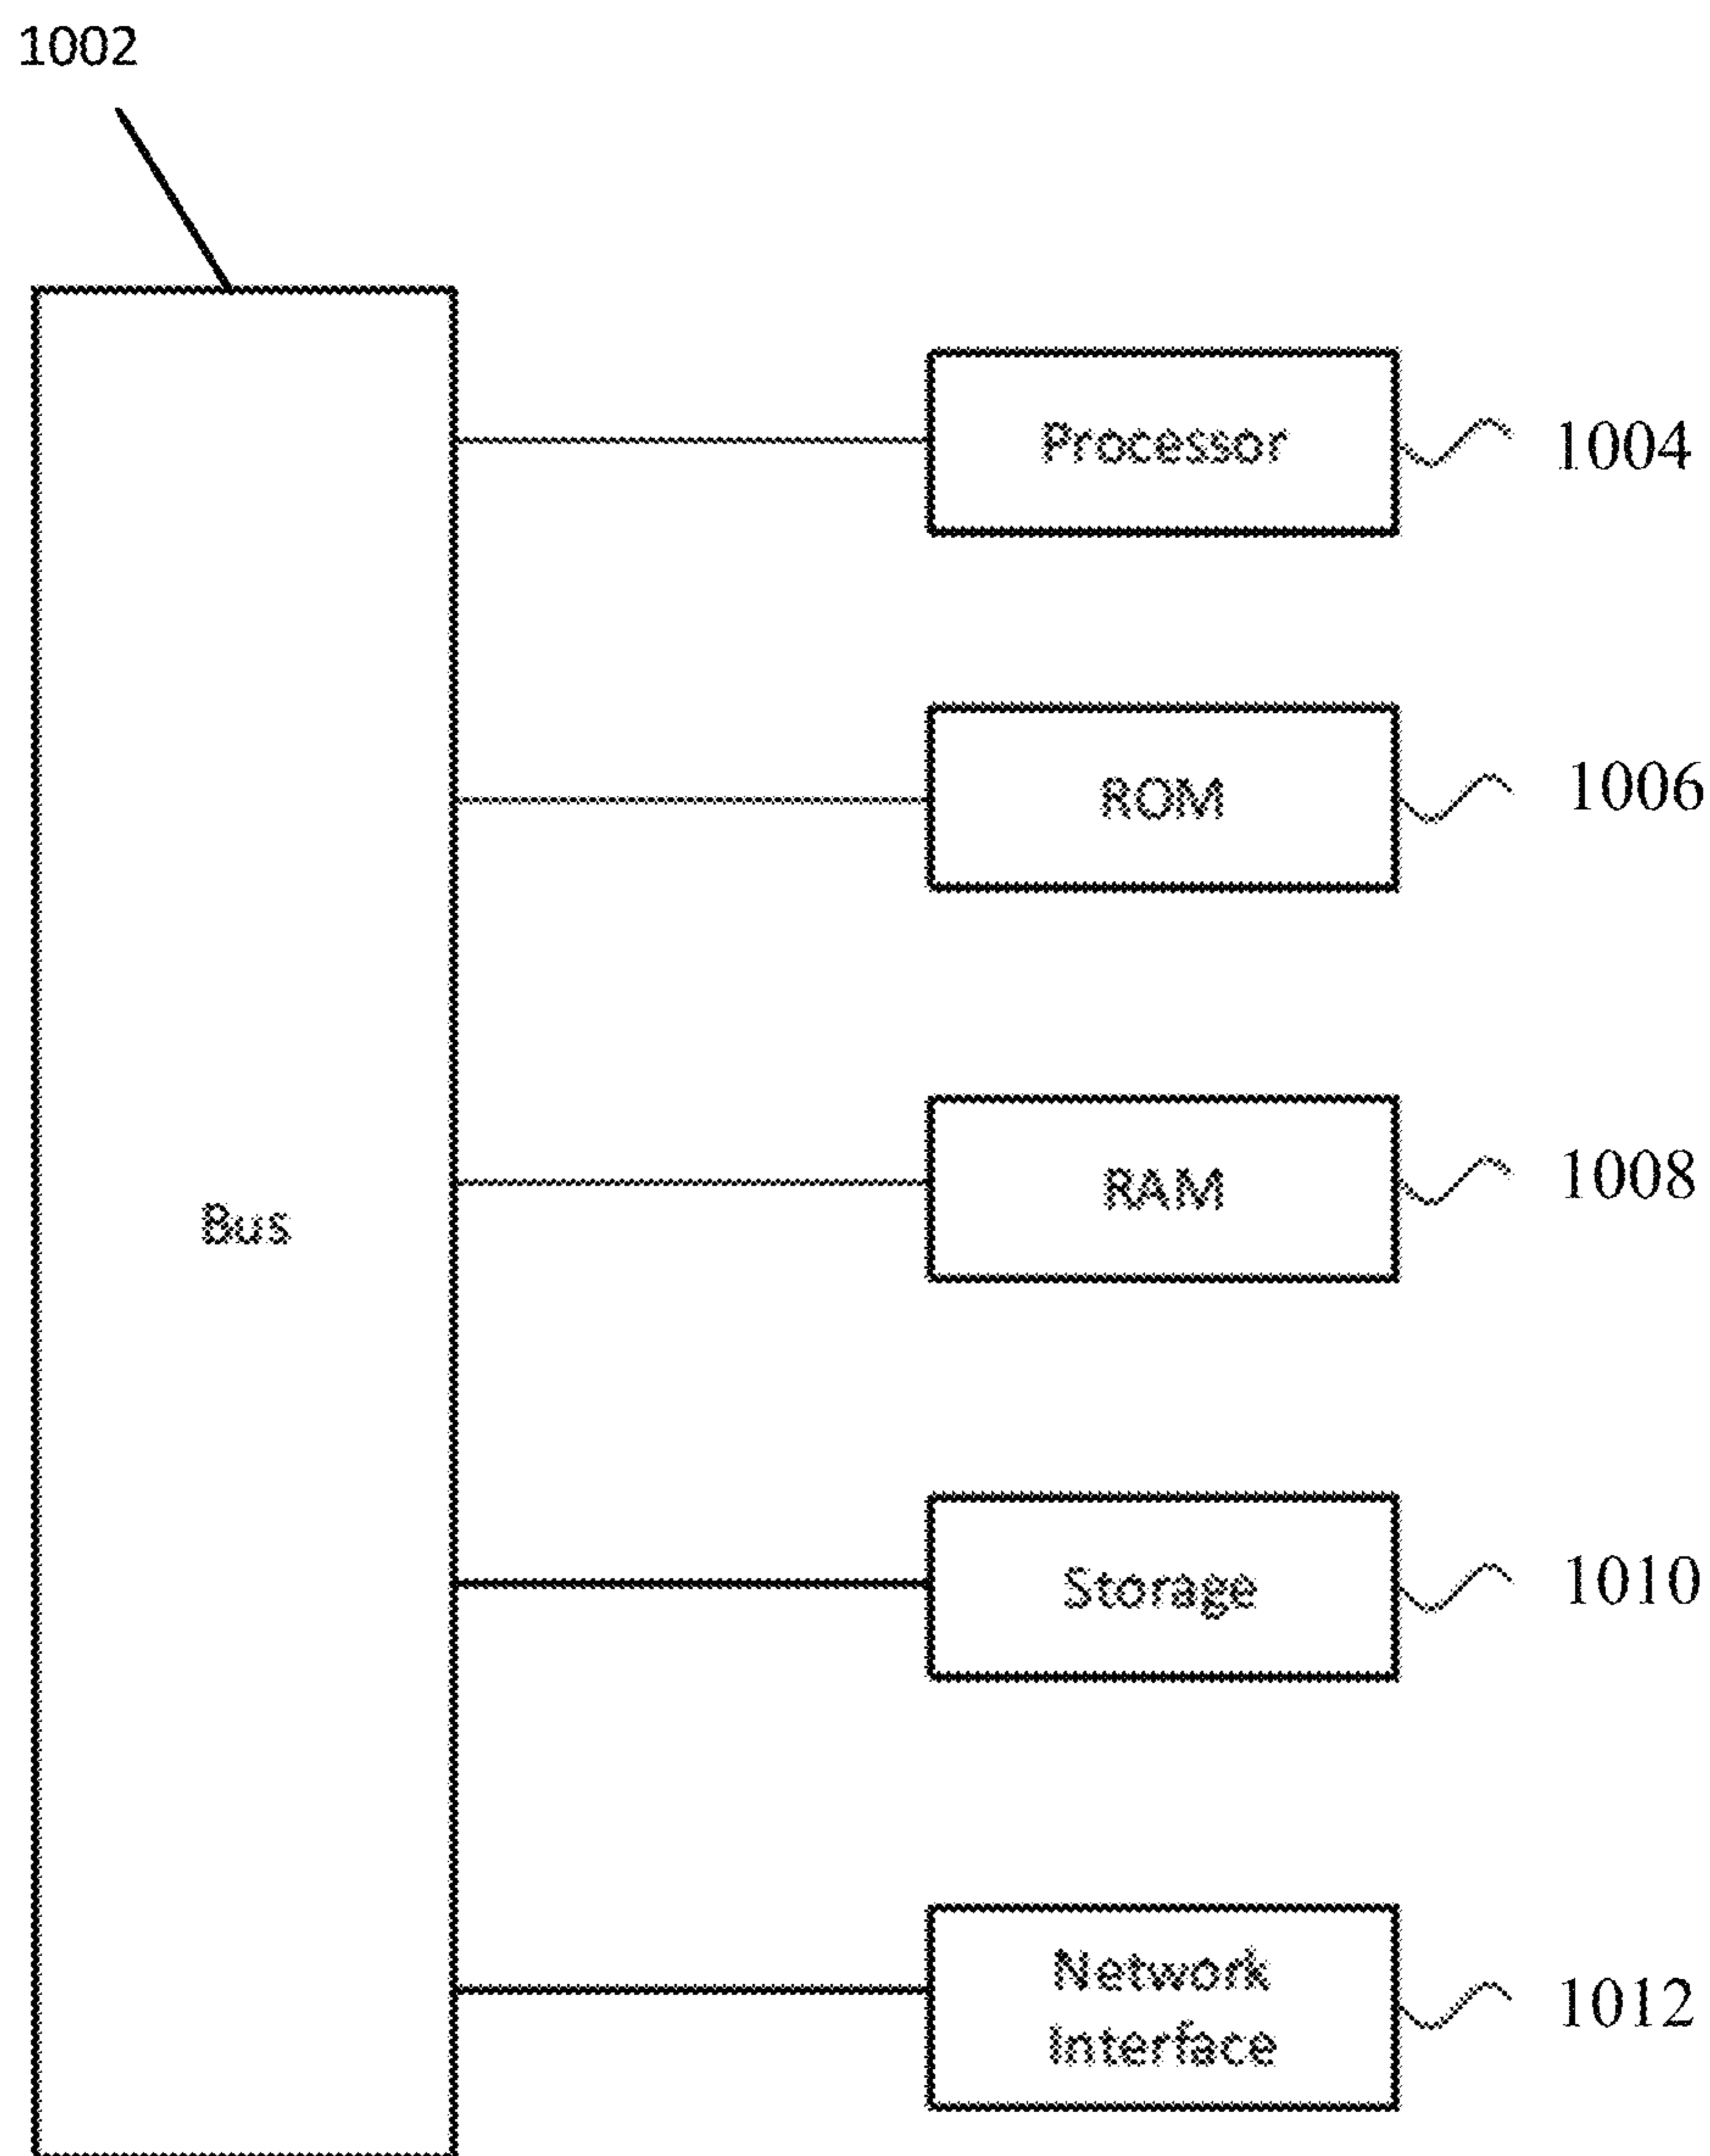 1002
Processor
1004
ROM
1006
RAM
1008
Bus
Storage
1010
Network
Interface
1012